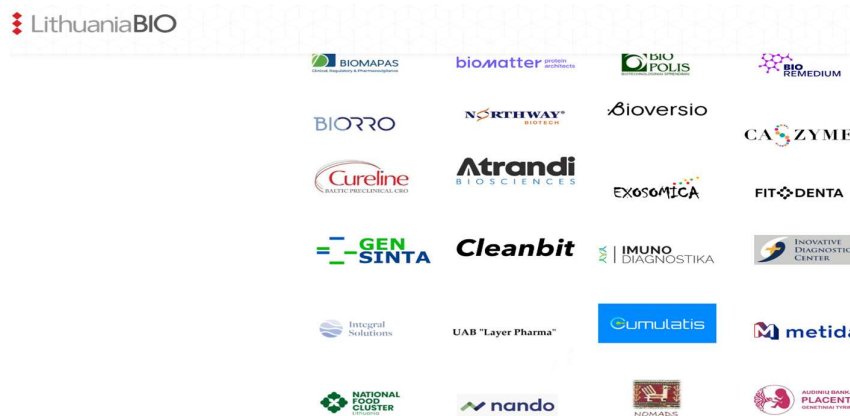 LithuaniaBIO
BIOMAPAS
Clinical, Regulatory & Pharmacovigilance
biomatter protein
architects
BIO
POLIS
BIO
REMEDIUM
BIORRO
NORTHWAY
BIOTECH
Bioversio
CASZYME
Cureline
BALTIC PRECLINICAL CRO
Atrandi
BIOSCIENCES
EXOSOMICA
FITODENTA
GEN
SINTA
Cleanbit
IMUNO
DIAGNOSTIKA
INOVATIVE
DIAGNOSTIC
CENTER
Integral
Solutions
UAB "Layer Pharma"
Cumulatis
metida
NATIONAL
FOOD
CLUSTER
Lithuania
nando
NOMADS
AUDINIŲ BANK
PLACENT
GENETINIAI TYRI